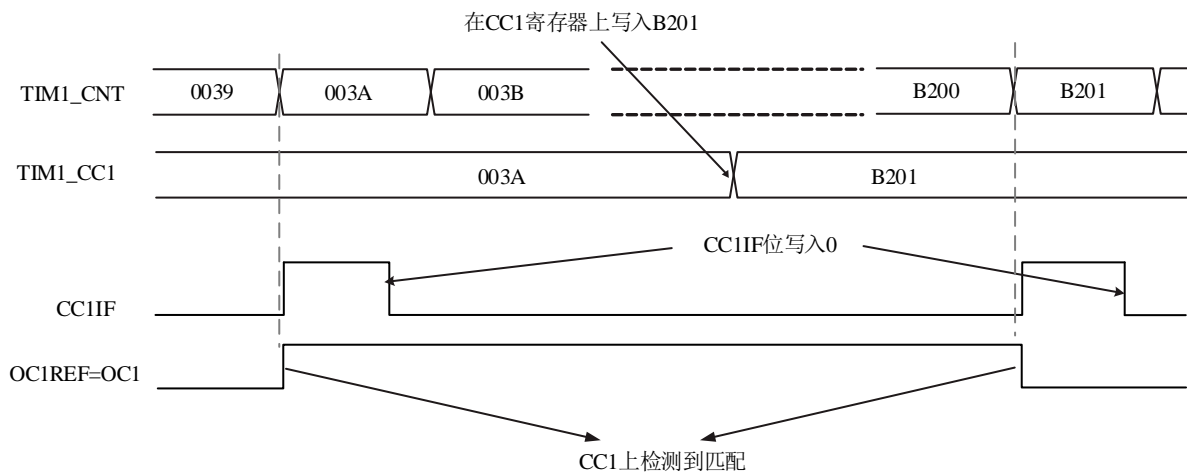 在CC1寄存器上写入B201
TIM1_CNT 0039 003A 003B B200 B201
TIM1_CC1 003A B201
CC1IF位写入0
CC1IF
OC1REF=OC1
CC1上检测到匹配